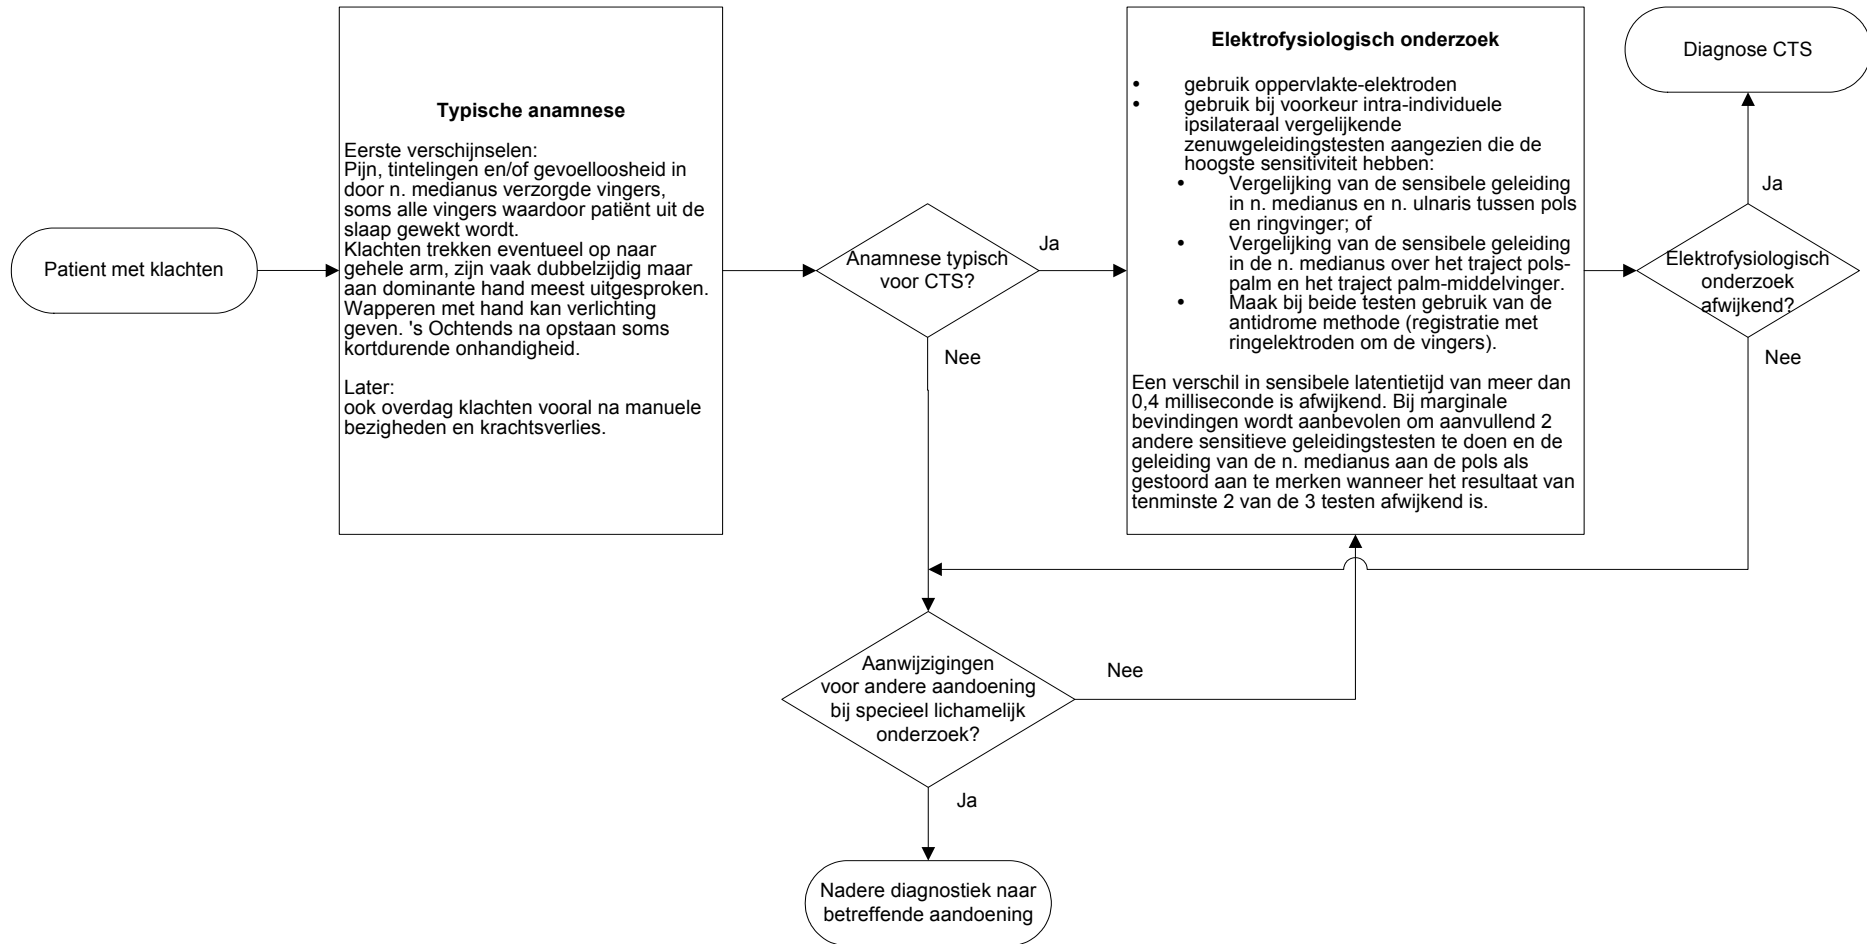 Patient met klachten
Typische anamnese
Eerste verschijnselen:
Pijn, tintelingen en/of gevoelloosheid in
door n. medianus verzorgde vingers,
soms alle vingers waardoor patiënt uit de
slaap gewekt wordt.
Klachten trekken eventueel op naar
gehele arm, zijn vaak dubbelzijdig maar
aan dominante hand meest uitgesproken.
Wapperen met hand kan verlichting
geven. 's Ochtends na opstaan soms
kortdurende onhandigheid.
Later:
ook overdag klachten vooral na manuele
bezigheden en krachtsverlies.
Anamnese typisch
voor CTS?
Ja
Nee
Elektrofysiologisch onderzoek
• gebruik oppervlakte-elektroden
• gebruik bij voorkeur intra-individuele
ipsilateraal vergelijkende
zenuwgeleidingstesten aangezien die de
hoogste sensitiviteit hebben:
• Vergelijking van de sensibele geleiding
in n. medianus en n. ulnaris tussen pols
en ringvinger; of
• Vergelijking van de sensibele geleiding
in de n. medianus over het traject pols-
palm en het traject palm-middelvinger.
• Maak bij beide testen gebruik van de
antidrome methode (registratie met
ringelektroden om de vingers).
Een verschil in sensibele latentietijd van meer dan
0,4 milliseconde is afwijkend. Bij marginale
bevindingen wordt aanbevolen om aanvullend 2
andere sensitieve geleidingstesten te doen en de
geleiding van de n. medianus aan de pols als
gestoord aan te merken wanneer het resultaat van
tenminste 2 van de 3 testen afwijkend is.
Elektrofysiologisch
onderzoek
afwijkend?
Ja
Nee
Diagnose CTS
Aanwijzigingen
voor andere aandoening
bij specieel lichamelijk
onderzoek?
Nee
Ja
Nadere diagnostiek naar
betreffende aandoening